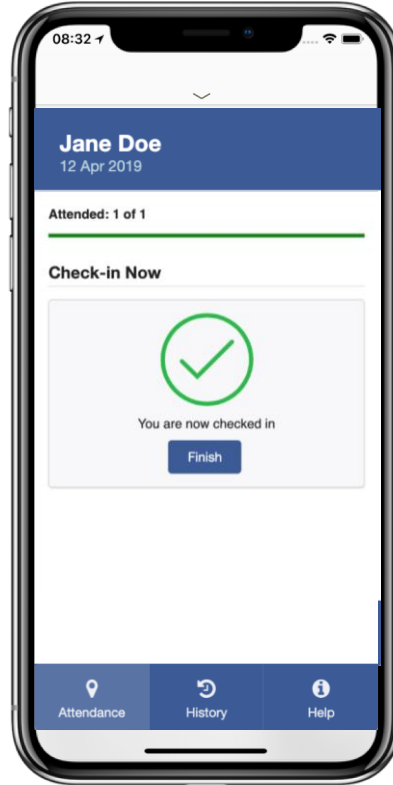 08:32
Jane Doe
12 Apr 2019
Attended: 1 of 1
Check-in Now
You are now checked in
Finish
Attendance
History
Help